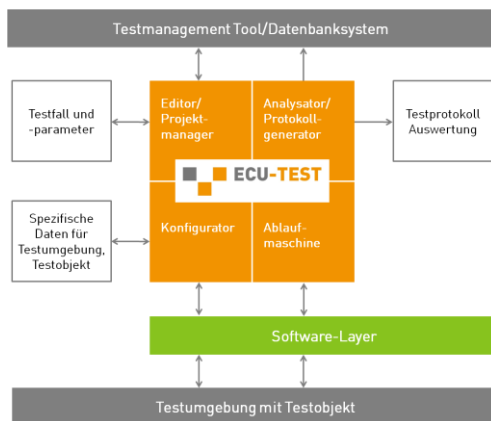 Testmanagement Tool/Datenbanksystem
Testfall und
-parameter
Editor/
Projekt-
manager
Analysator/
Protokoll-
generator
Testprotokoll
Auswertung
ECU-TEST
Spezifische
Daten für
Testumgebung,
Testobjekt
Konfigurator
Ablauf-
maschine
Software-Layer
Testumgebung mit Testobjekt